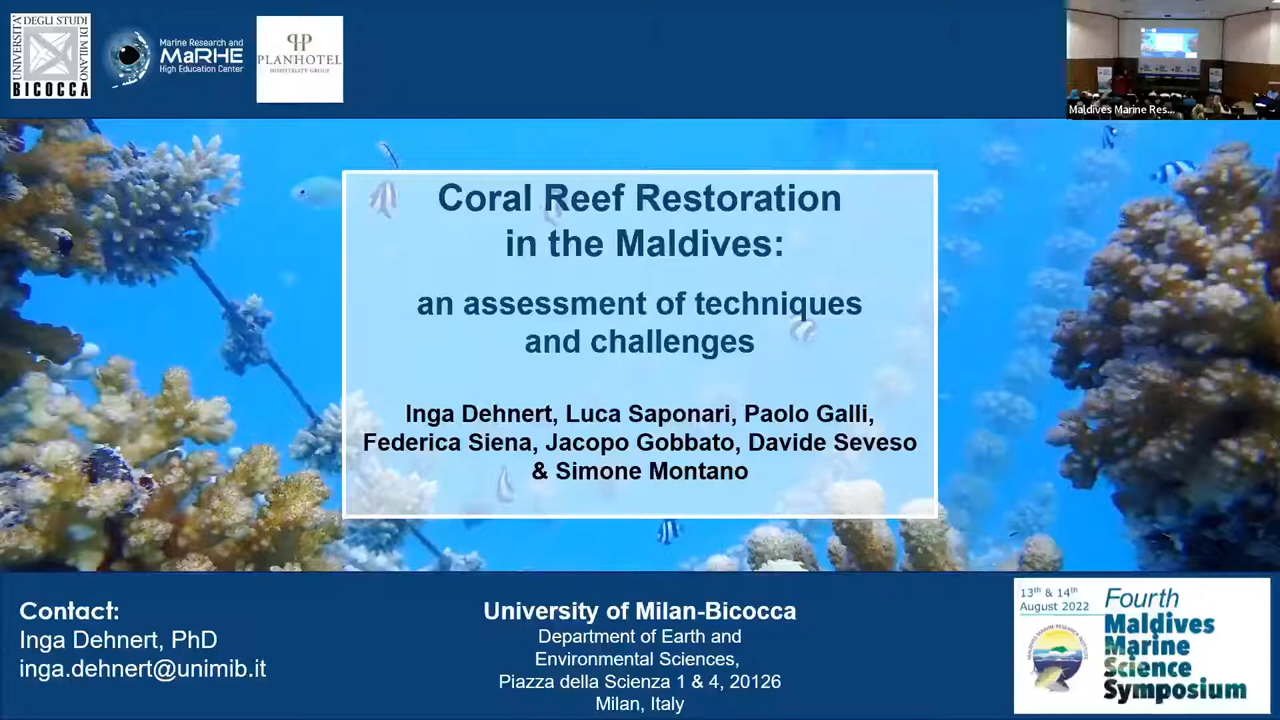 UNIVERSITÀ DEGLI STUDI DI MILANO
BICOCCA
Marine Research and
MaRHE
High Education Center
PLANHOTEL
HOSPITALITY GROUP
Maldives Marine Res...
Coral Reef Restoration
in the Maldives:
an assessment of techniques
and challenges
Inga Dehnert, Luca Saponari, Paolo Galli,
Federica Siena, Jacopo Gobbato, Davide Seveso
& Simone Montano
Contact:
Inga Dehnert, PhD
inga.dehnert@unimib.it
University of Milan-Bicocca
Department of Earth and
Environmental Sciences,
Piazza della Scienza 1 & 4, 20126
Milan, Italy
13th & 14th
August 2022
MALDIVES MARINE RESEARCH INSTITUTE
Fourth
Maldives
Marine
Science
Symposium